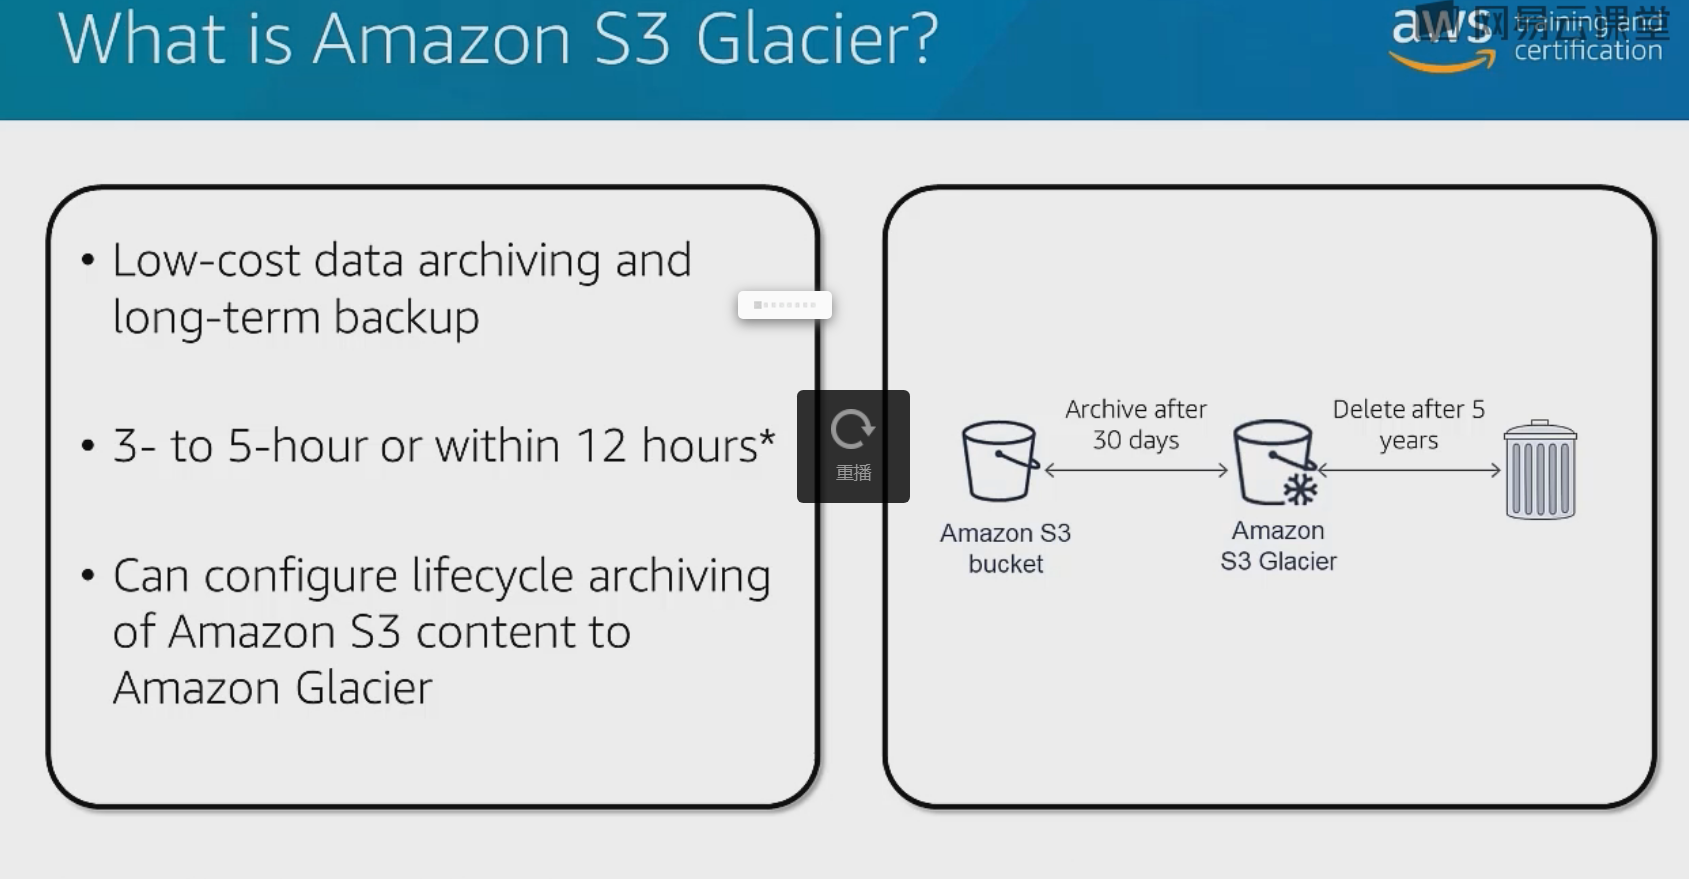 What is Amazon S3 Glacier?
aws
training and
certification
网易云课堂
• Low-cost data archiving and
long-term backup
• 3- to 5-hour or within 12 hours*
• Can configure lifecycle archiving
of Amazon S3 content to
Amazon Glacier
重播
Archive after
30 days
Delete after 5
years
Amazon S3
bucket
Amazon
S3 Glacier